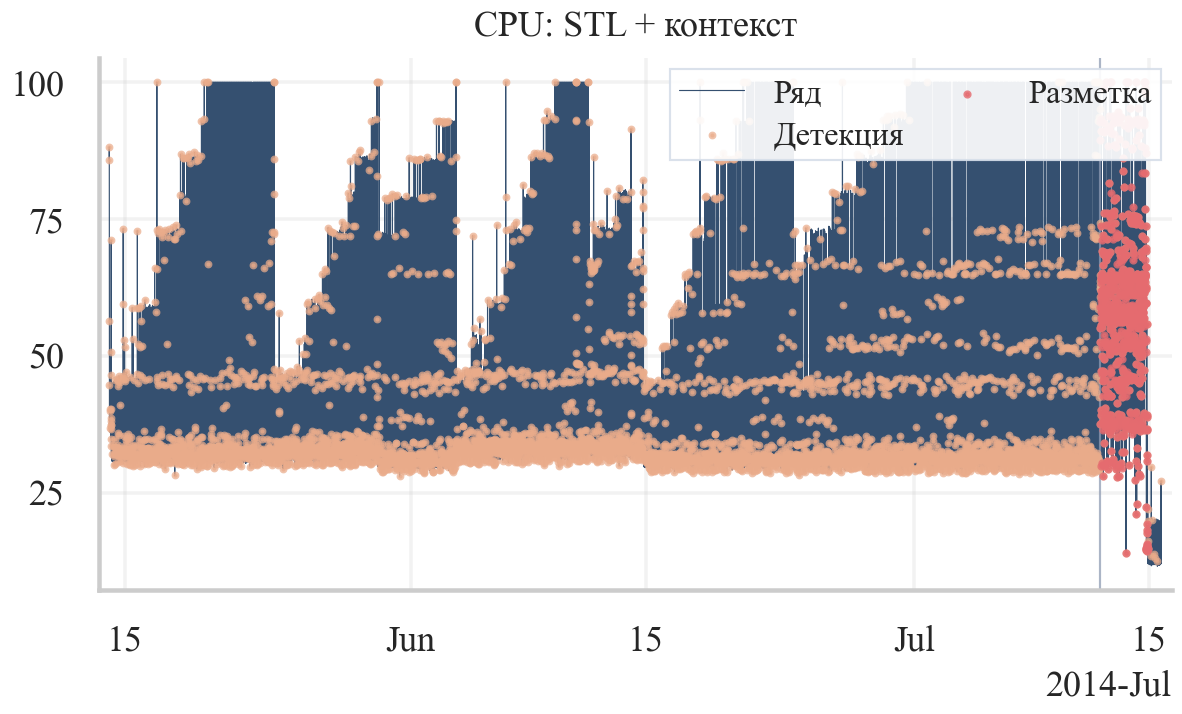 CPU: STL + контекст
Ряд
Разметка
Детекция
100
75
50
25
15
Jun
15
Jul
15
2014-Jul